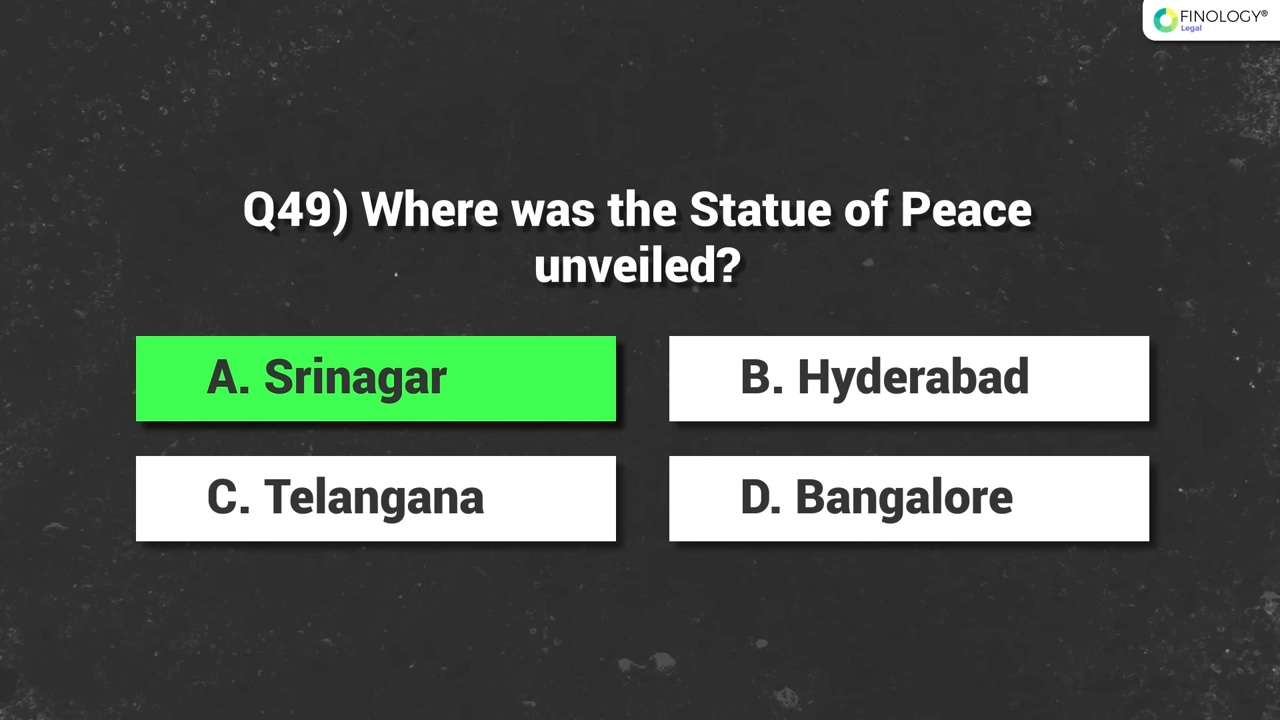 FINOLOGY®
Legal
Q49) Where was the Statue of Peace
unveiled?
A. Srinagar
B. Hyderabad
C. Telangana
D. Bangalore